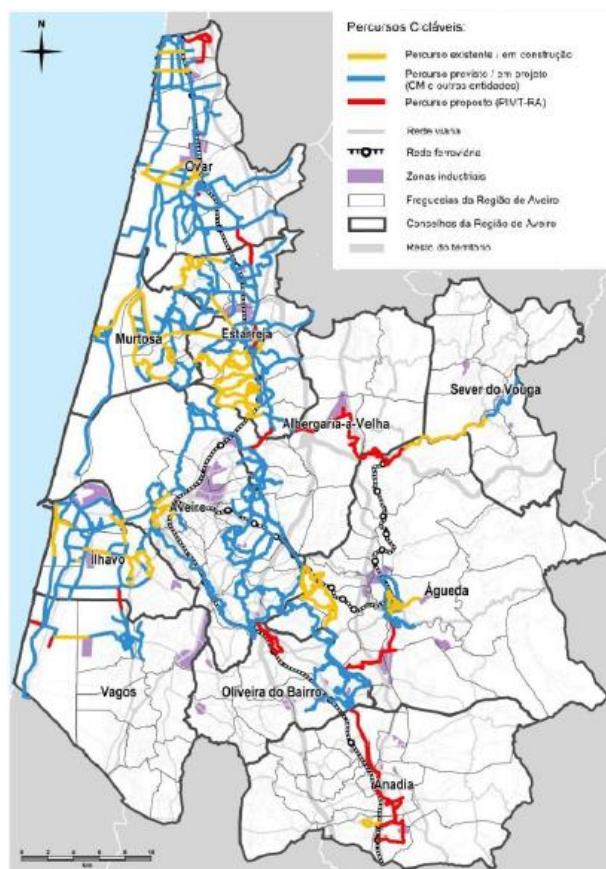 N
Percursos Cicláveis:
Percurso existente / em construção
Percurso previsto / em projeto
(CM e outros entidades)
Percurso proposto (PIMT-RA)
Rede viária
Rede ferroviária
Zonas industriais
Freguesias da Região de Aveiro
Concelhos da Região de Aveiro
Resto do território
Ovar
Murtosa
Estarreja
Sever do Vouga
Albergaria-a-Velha
Aveiro
Ílhavo
Águeda
Vagos
Oliveira do Bairro
Anadia
km